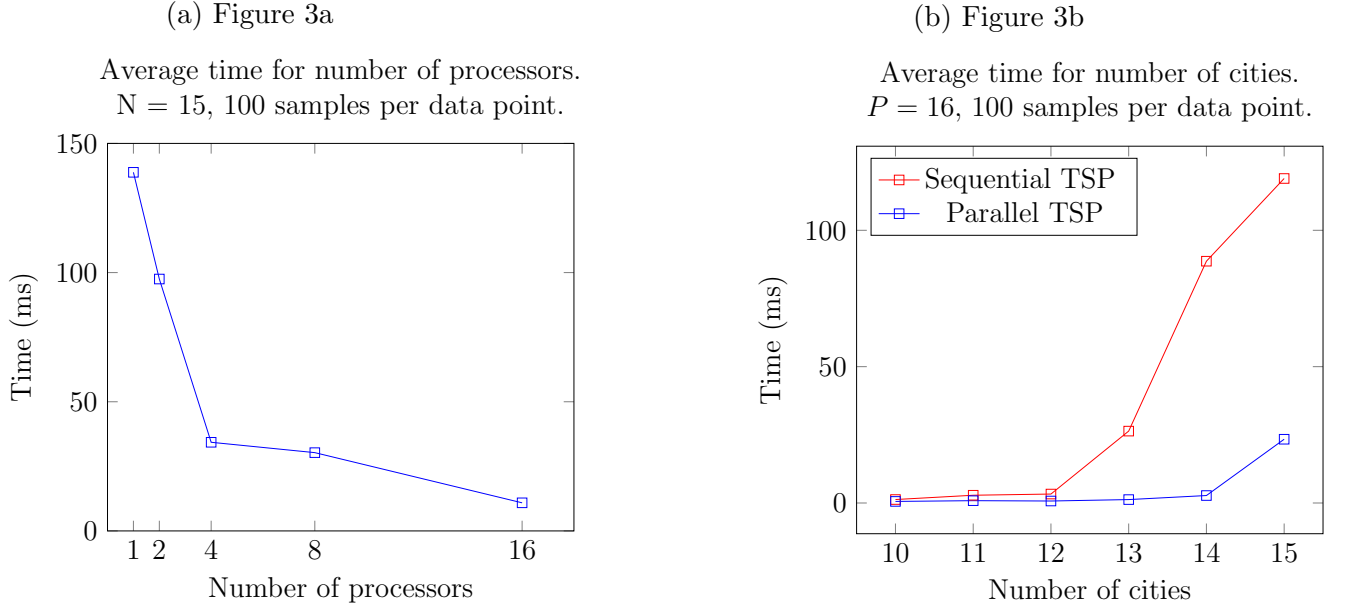 (a) Figure 3a
Average time for number of processors.
N = 15, 100 samples per data point.
150
100
50
0
Time (ms)
1 2 4 8 16
Number of processors
(b) Figure 3b
Average time for number of cities.
P = 16, 100 samples per data point.
Sequential TSP
Parallel TSP
100
50
0
Time (ms)
10 11 12 13 14 15
Number of cities